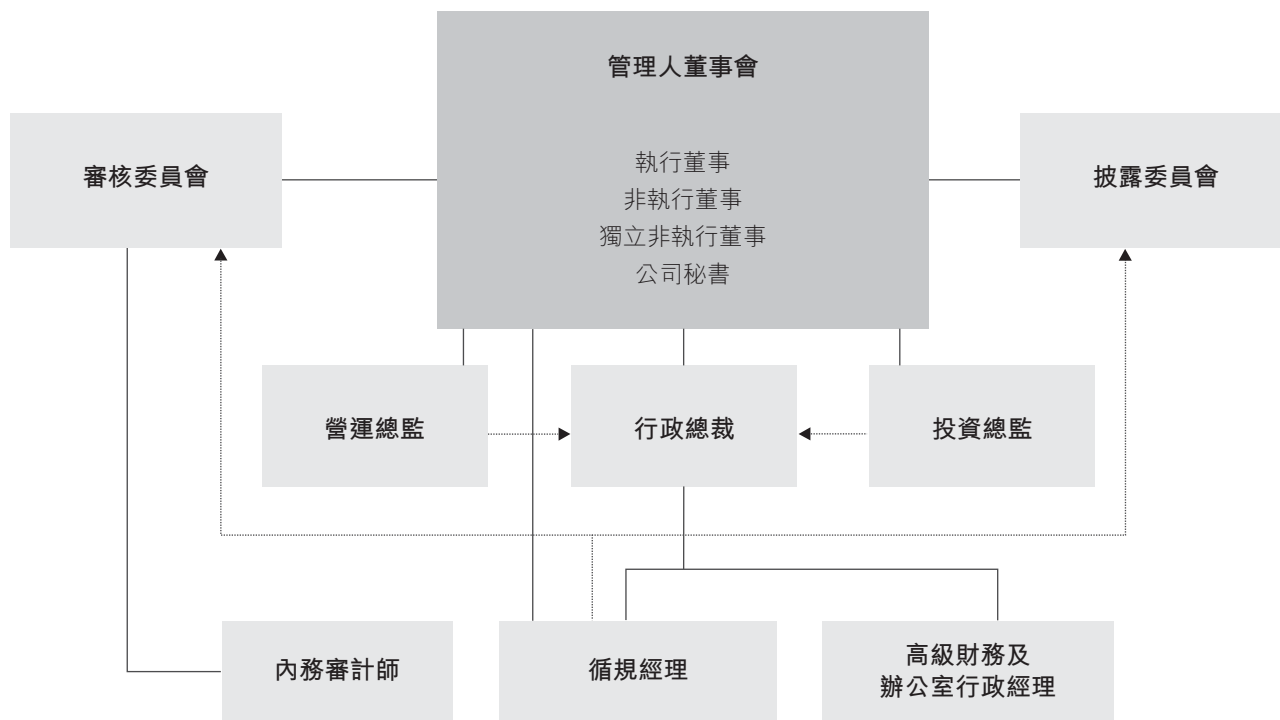 管理人董事會
執行董事
非執行董事
獨立非執行董事
公司秘書
審核委員會
披露委員會
營運總監
行政總裁
投資總監
內務審計師
循規經理
高級財務及
辦公室行政經理